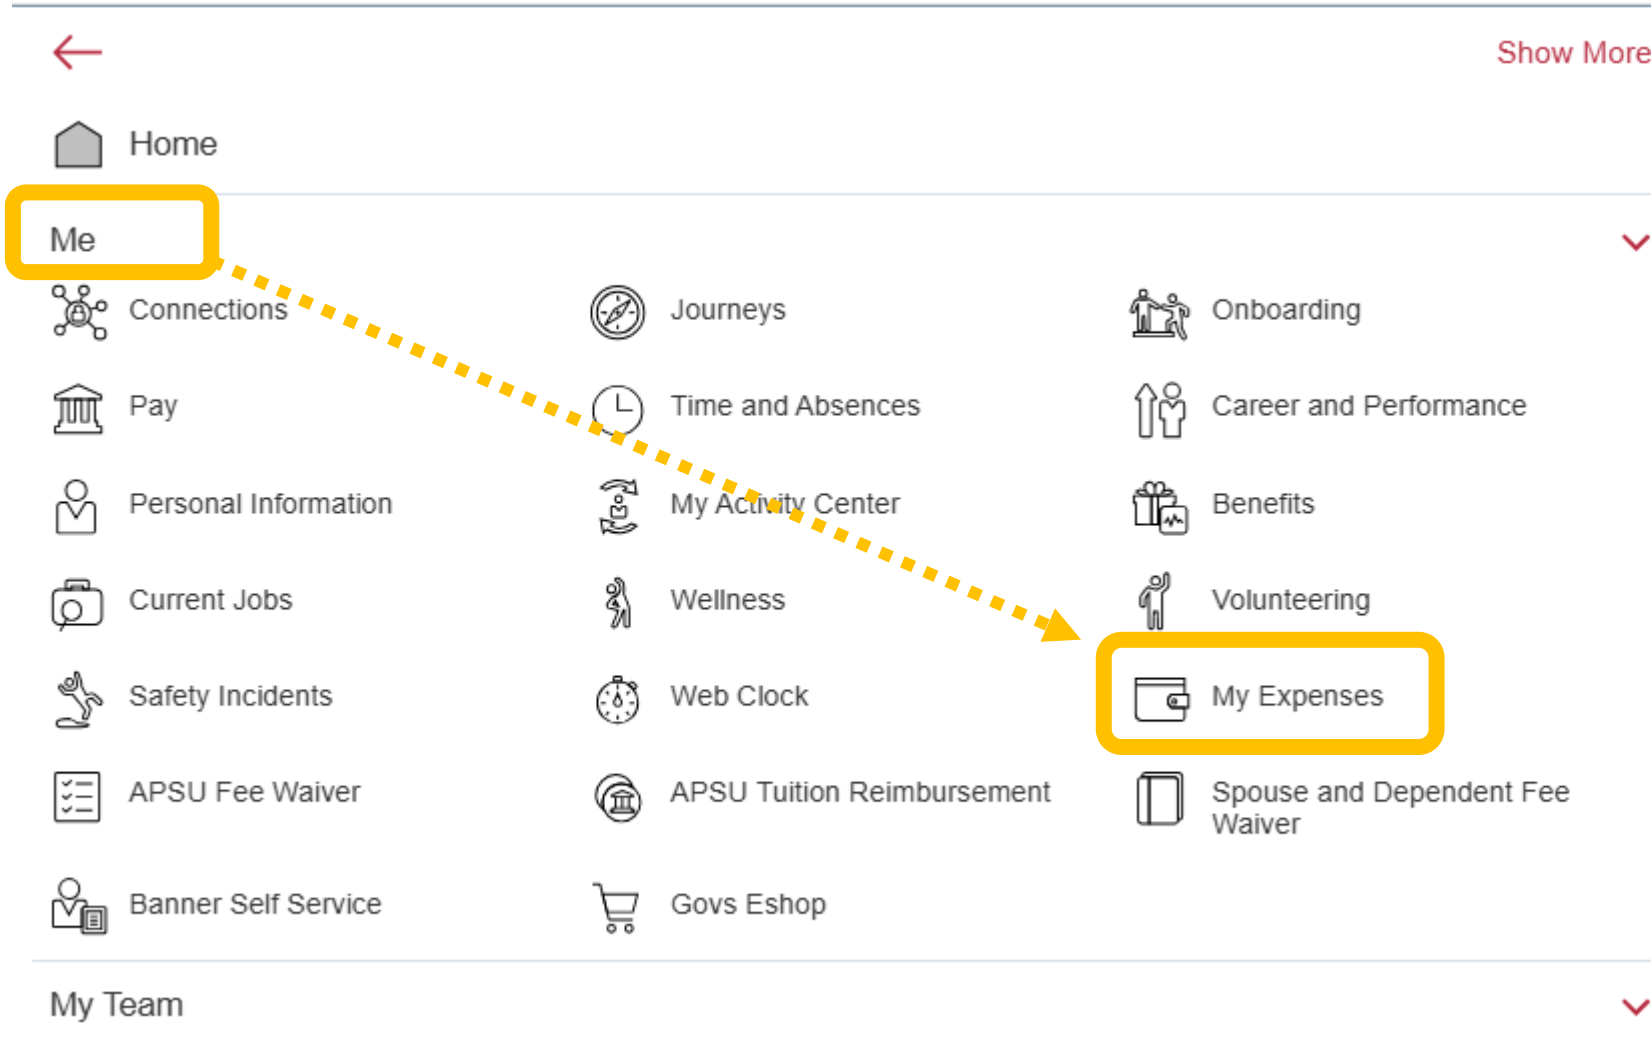 Show More
Home
Me
Connections
Journeys
Onboarding
Pay
Time and Absences
Career and Performance
Personal Information
My Activity Center
Benefits
Current Jobs
Wellness
Volunteering
Safety Incidents
Web Clock
My Expenses
APSU Fee Waiver
APSU Tuition Reimbursement
Spouse and Dependent Fee
Waiver
Banner Self Service
Govs Eshop
My Team